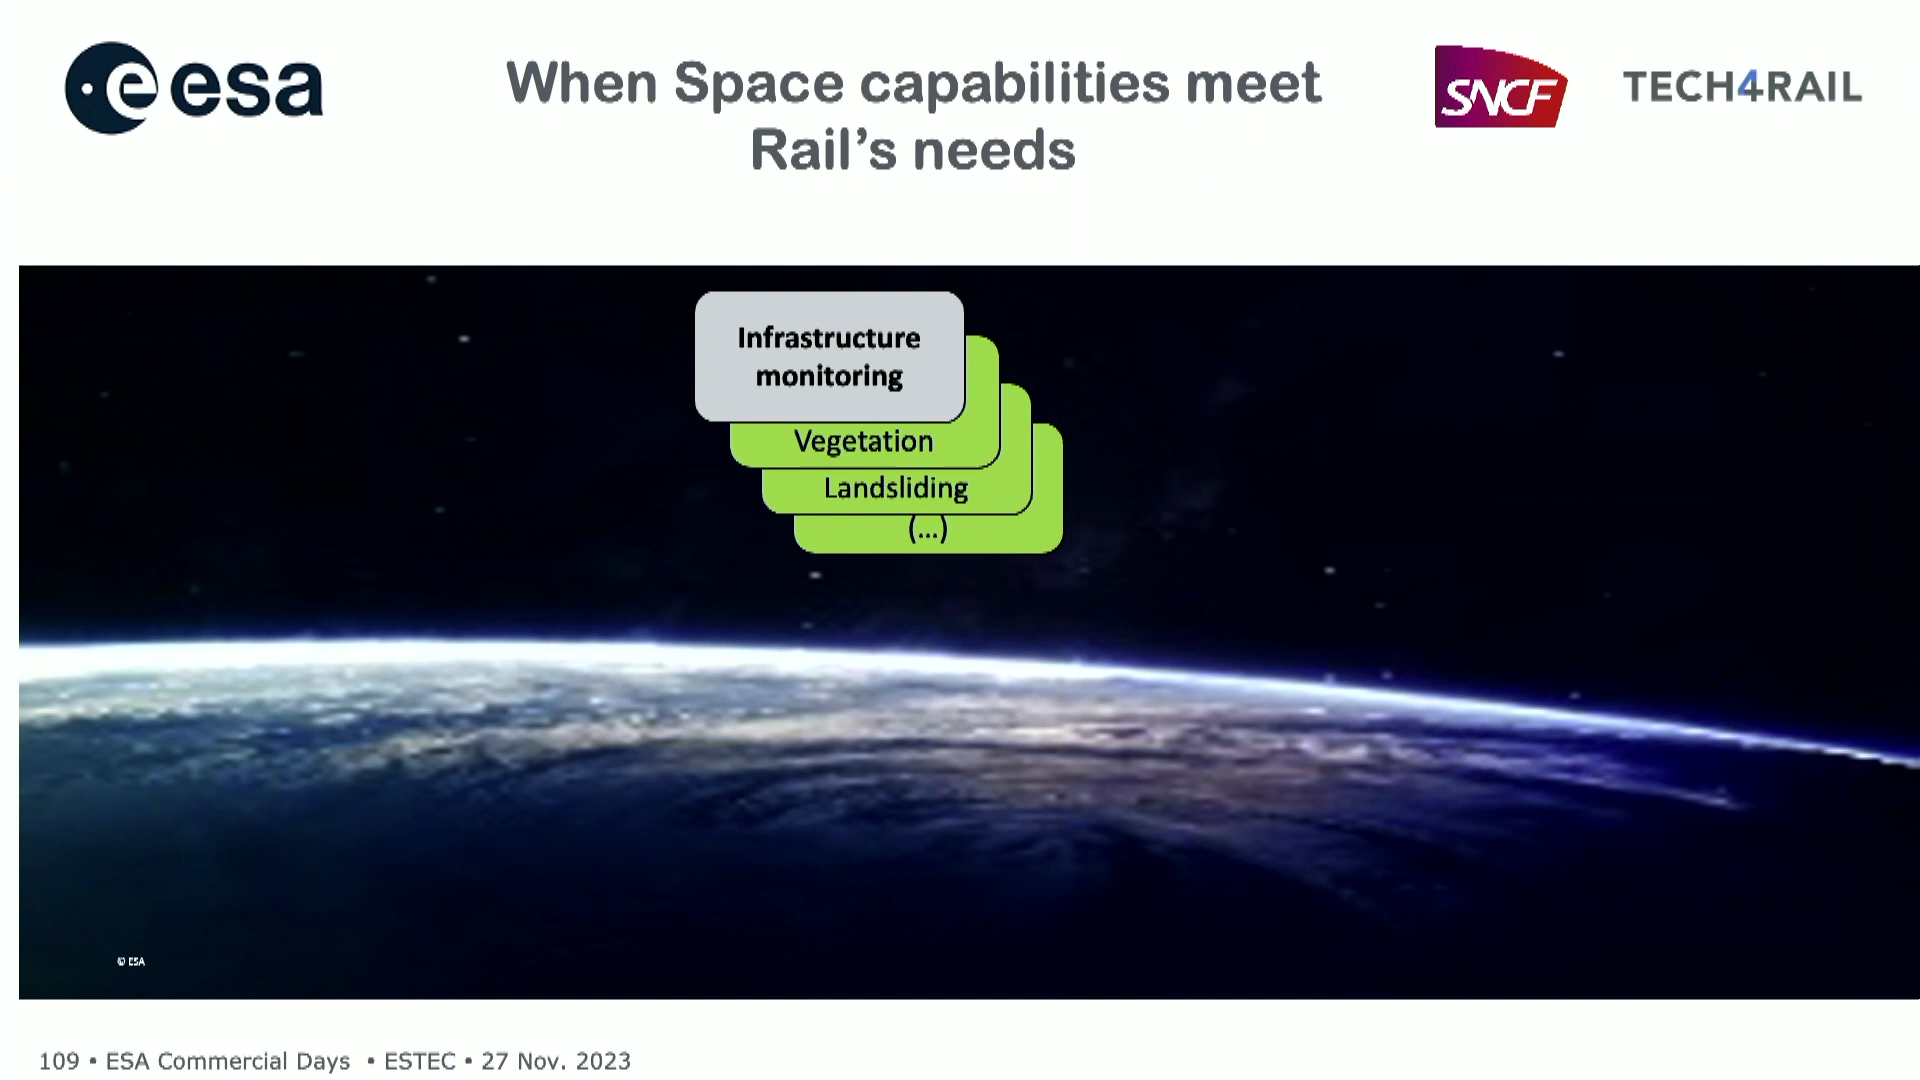 esa
When Space capabilities meet
Rail's needs
SNCF
TECH4RAIL
Infrastructure
monitoring
Vegetation
Landsliding
(...)
© ESA
109 • ESA Commercial Days • ESTEC • 27 Nov. 2023